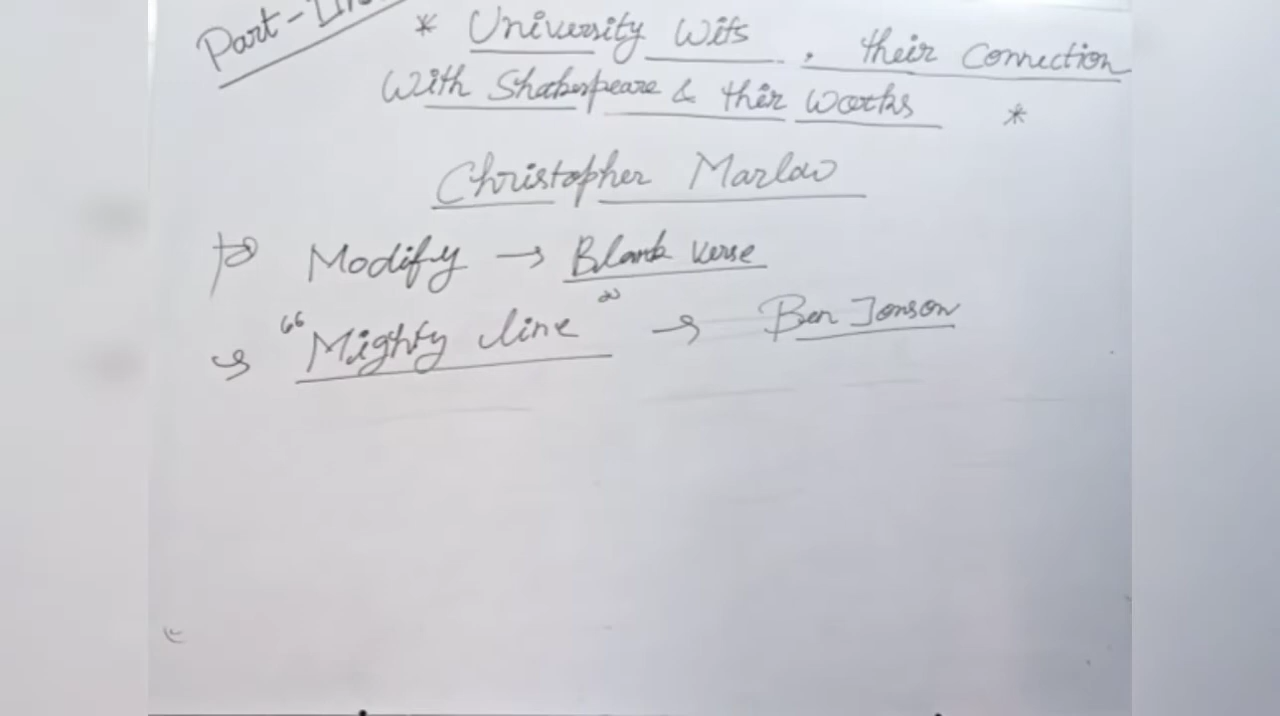 Part-
* University Wits, their Connection
With Shakespeare & their Works *
Christopher Marlow
Modify → Blank Verse
→ "Mighty line" → Ben Jonson